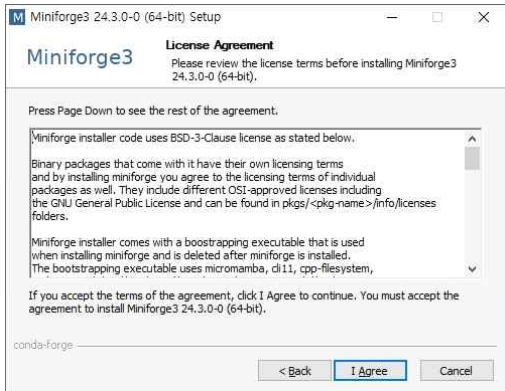 M Miniforge3 24.3.0-0 (64-bit) Setup
Miniforge3
License Agreement
Please review the license terms before installing Miniforge3
24.3.0-0 (64-bit).
Press Page Down to see the rest of the agreement.
Miniforge installer code uses BSD-3-Clause license as stated below.
Binary packages that come with it have their own licensing terms
and by installing miniforge you agree to the licensing terms of individual
packages as well. They include different OSI-approved licenses including
the GNU General Public License and can be found in pkgs/<pkg-name>/info/licenses
folders.
Miniforge installer comes with a boostrapping executable that is used
when installing miniforge and is deleted after miniforge is installed.
The bootstrapping executable uses micromamba, cli11, cpp-filesystem,
If you accept the terms of the agreement, click I Agree to continue. You must accept the
agreement to install Miniforge3 24.3.0-0 (64-bit).
conda-forge
< Back
I Agree
Cancel